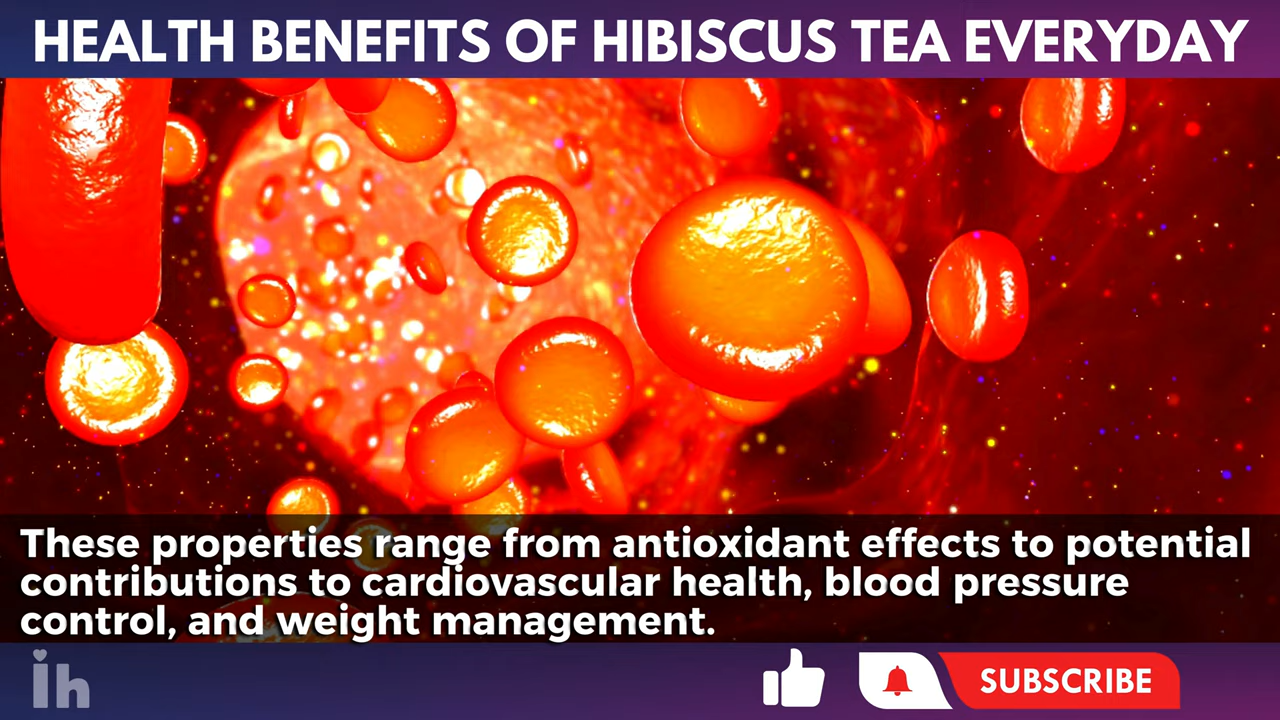 HEALTH BENEFITS OF HIBISCUS TEA EVERYDAY
These properties range from antioxidant effects to potential
contributions to cardiovascular health, blood pressure
control, and weight management.
ih
SUBSCRIBE